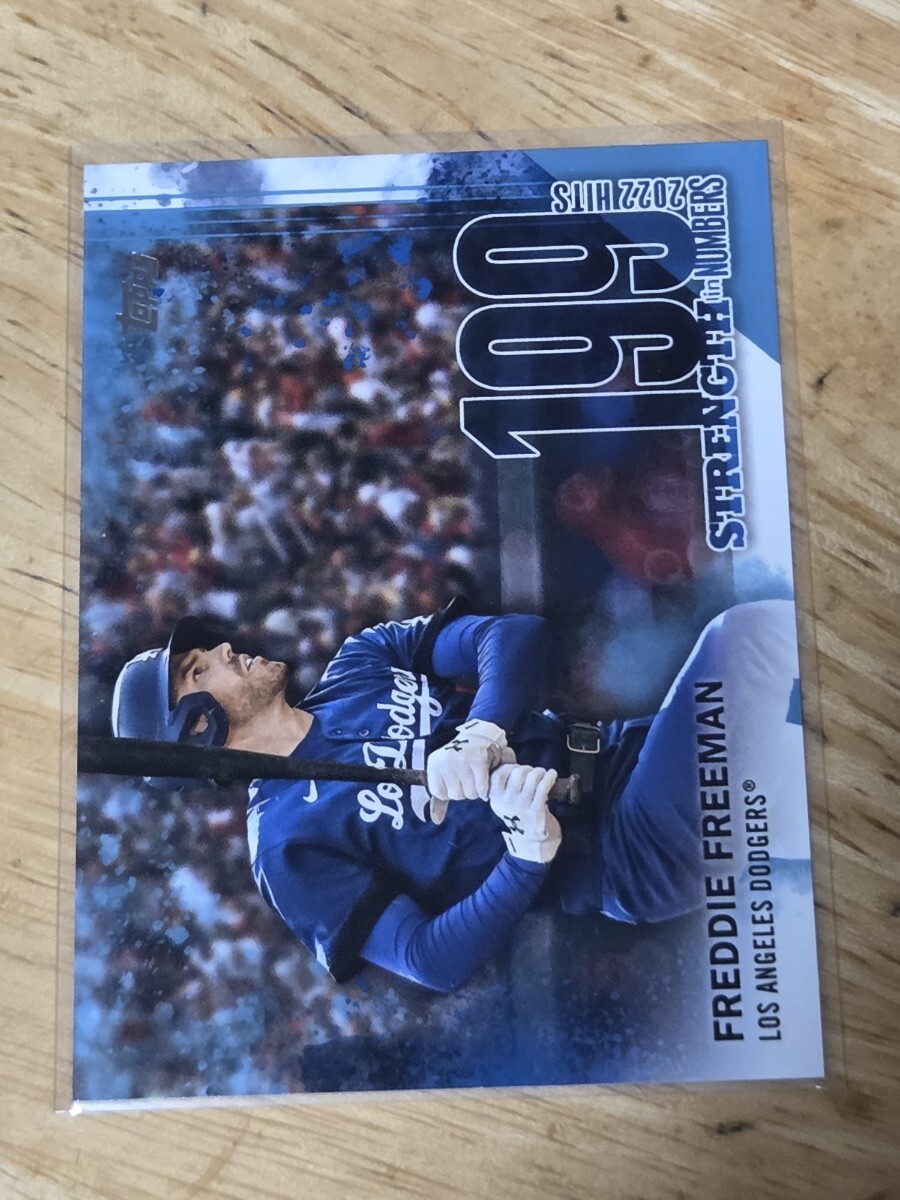 Topps
2022 HITS
199
STRENGTH in NUMBERS
Los Dodgers
FREDDIE FREEMAN
LOS ANGELES DODGERS®